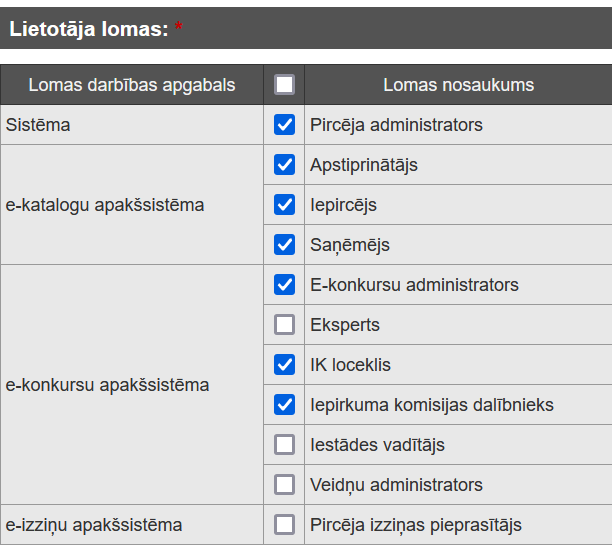 Lietotāja lomas: *
Lomas darbības apgabals Lomas nosaukums
Sistēma Pircēja administrators
e-katalogu apakšsistēma Apstiprinātājs
Iepircējs
Saņēmējs
e-konkursu apakšsistēma E-konkursu administrators
Eksperts
IK loceklis
Iepirkuma komisijas dalībnieks
Iestādes vadītājs
Veidņu administrators
e-izziņu apakšsistēma Pircēja izziņas pieprasītājs